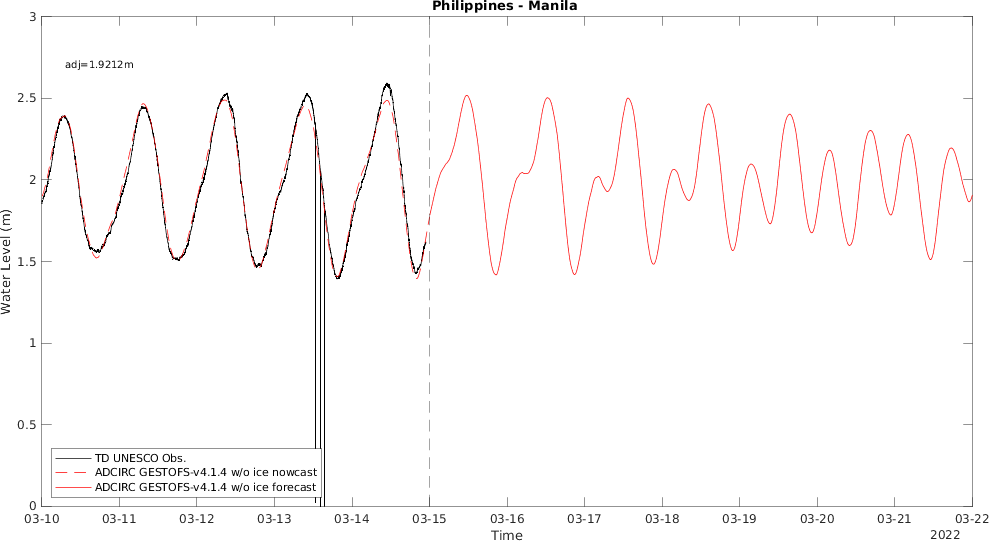 Philippines - Manila
adj=1.9212m
3
2.5
2
1.5
1
0.5
0
Water Level (m)
TD UNESCO Obs.
ADCIRC GESTOFS-v4.1.4 w/o ice nowcast
ADCIRC GESTOFS-v4.1.4 w/o ice forecast
03-10 03-11 03-12 03-13 03-14 03-15 03-16 03-17 03-18 03-19 03-20 03-21 03-22
Time
2022